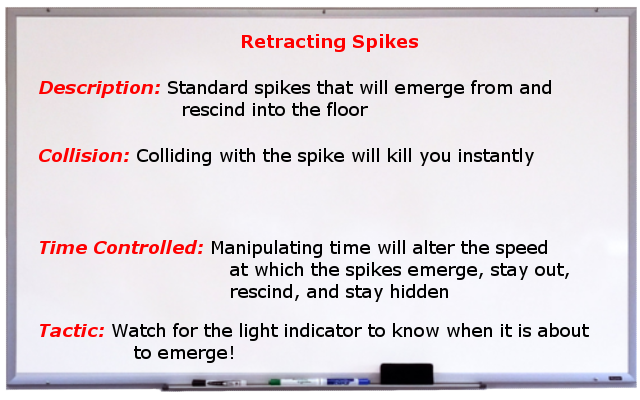 Retracting Spikes
Description: Standard spikes that will emerge from and
rescind into the floor
Collision: Colliding with the spike will kill you instantly
Time Controlled: Manipulating time will alter the speed
at which the spikes emerge, stay out,
rescind, and stay hidden
Tactic: Watch for the light indicator to know when it is about
to emerge!